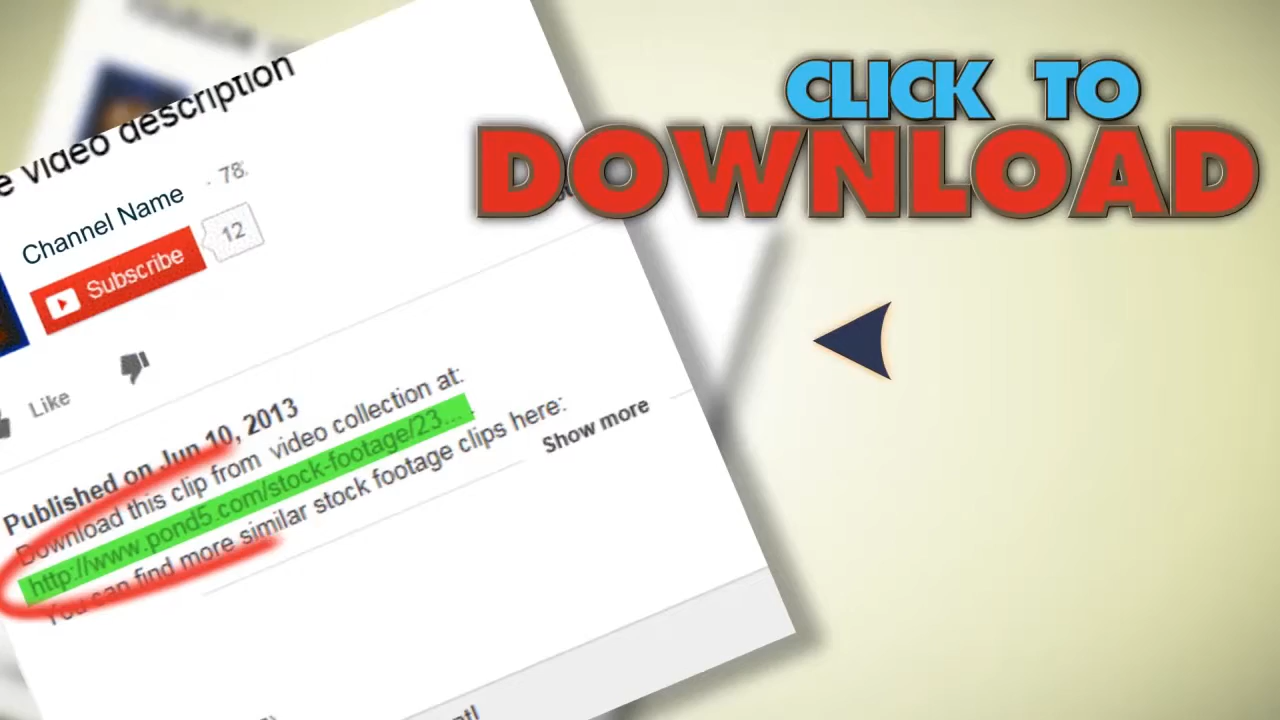 CLICK TO
DOWNLOAD
video description
Channel Name
Subscribe
12
Like
Published on Jun 10, 2013
Download this clip from video collection at:
http://www.pond5.com/stock-footage/23...
You can find more similar stock footage clips here:
Show more